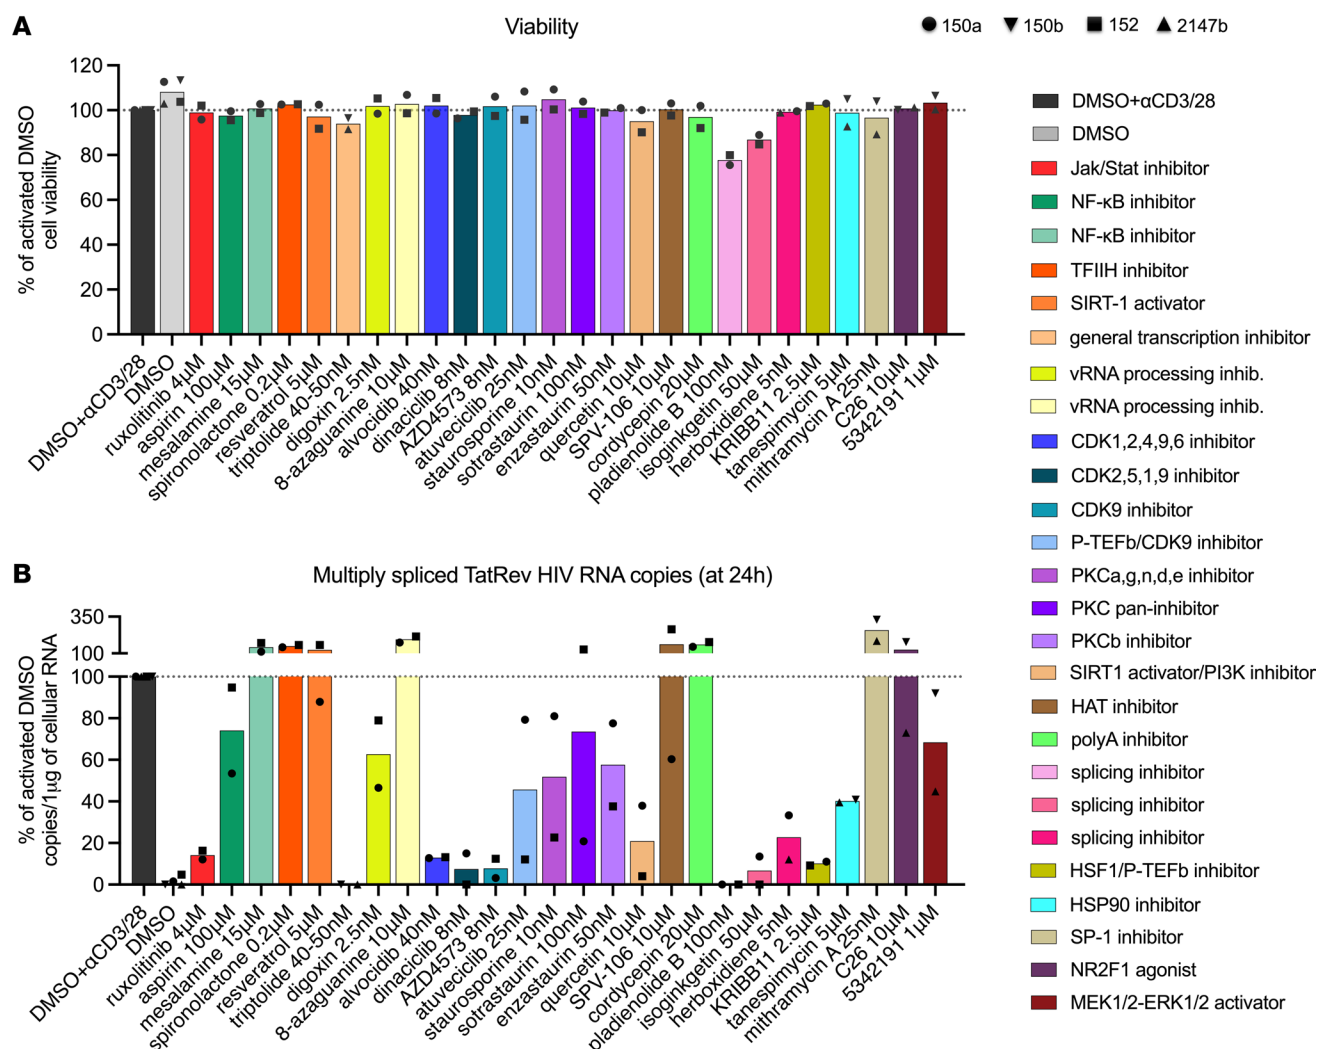 A
Viability
150a
150b
152
2147b
% of activated DMSO
cell viability
120
100
80
60
40
20
0
DMSO+αCD3/28
DMSO
ruxolitinib 4µM
aspirin 100µM
mesalamine 15µM
spironolactone 0.2µM
resveratrol 5µM
triptolide 40-50nM
digoxin 2.5nM
8-azaguanine 10µM
alvocidib 40nM
dinaciclib 8nM
AZD4573 8nM
atuvecicib 25nM
staurosporine 10nM
sotrastaurin 100nM
enzastaurin 50nM
quercetin 10µM
SPV-106 10µM
cordycepin 20µM
pladienolide B 100nM
isoginkgetin 50µM
herboxidiene 5nM
KRIBB11 2.5µM
tanespimycin 5µM
mithramycin A 25nM
C26 10µM
5342191 1µM
DMSO+αCD3/28
DMSO
Jak/Stat inhibitor
NF-κB inhibitor
NF-κB inhibitor
TFIIH inhibitor
SIRT-1 activator
general transcription inhibitor
vRNA processing inhib.
vRNA processing inhib.
CDK1,2,4,9,6 inhibitor
CDK2,5,1,9 inhibitor
CDK9 inhibitor
P-TEFb/CDK9 inhibitor
PKCa,g,n,d,e inhibitor
PKC pan-inhibitor
PKCb inhibitor
SIRT1 activator/PI3K inhibitor
HAT inhibitor
polyA inhibitor
splicing inhibitor
splicing inhibitor
splicing inhibitor
HSF1/P-TEFb inhibitor
HSP90 inhibitor
SP-1 inhibitor
NR2F1 agonist
MEK1/2-ERK1/2 activator
B
Multiply spliced TatRev HIV RNA copies (at 24h)
% of activated DMSO
copies/1µg of cellular RNA
350
100
100
80
60
40
20
0
DMSO+αCD3/28
DMSO
ruxolitinib 4µM
aspirin 100µM
mesalamine 15µM
spironolactone 0.2µM
resveratrol 5µM
triptolide 40-50nM
digoxin 2.5nM
8-azaguanine 10µM
alvocidib 40nM
dinaciclib 8nM
AZD4573 8nM
atuveciclib 25nM
staurosporine 10nM
sotrastaurin 100nM
enzastaurin 50nM
quercetin 10µM
SPV-106 10µM
cordycepin 20µM
pladienolide B 100nM
isoginkgetin 50µM
herboxidiene 5nM
KRIBB11 2.5µM
tanespimycin 5µM
mithramycin A 25nM
C26 10µM
5342191 1µM